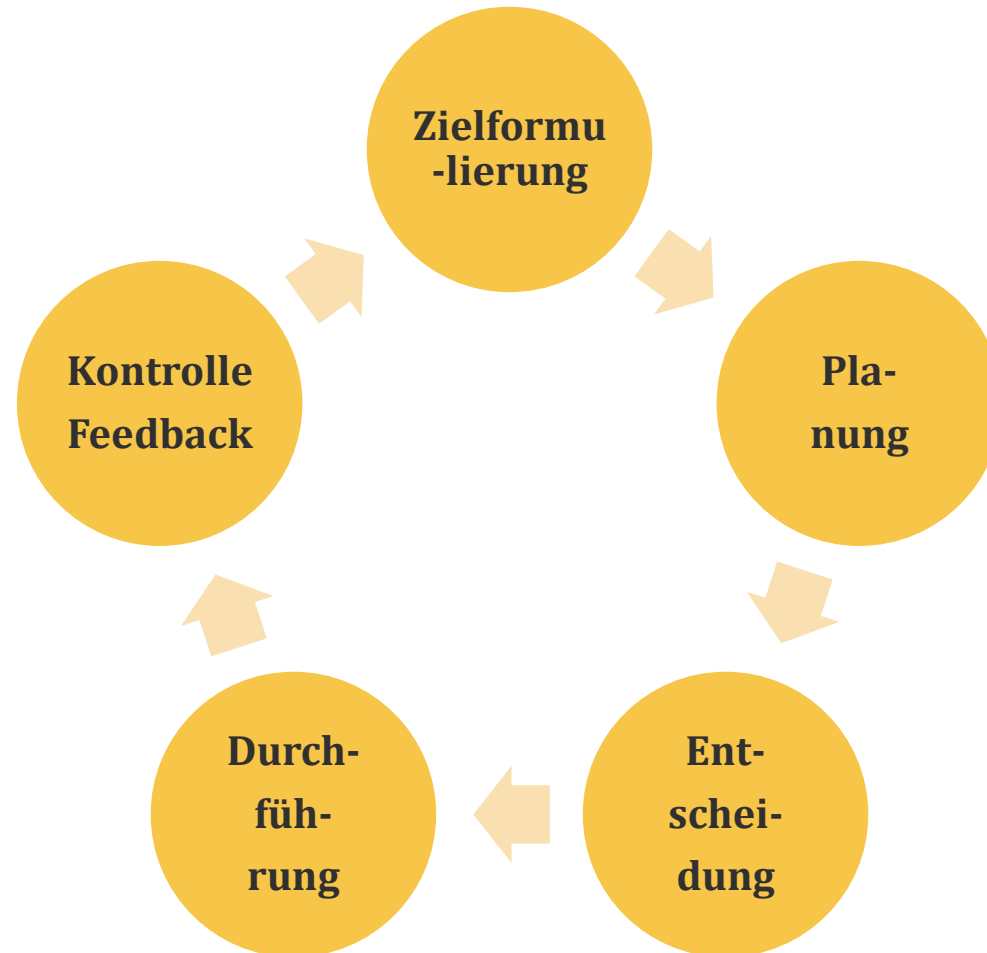 Zielformu
-lierung
Pla-
nung
Ent-
schei-
dung
Durch-
füh-
rung
Kontrolle
Feedback